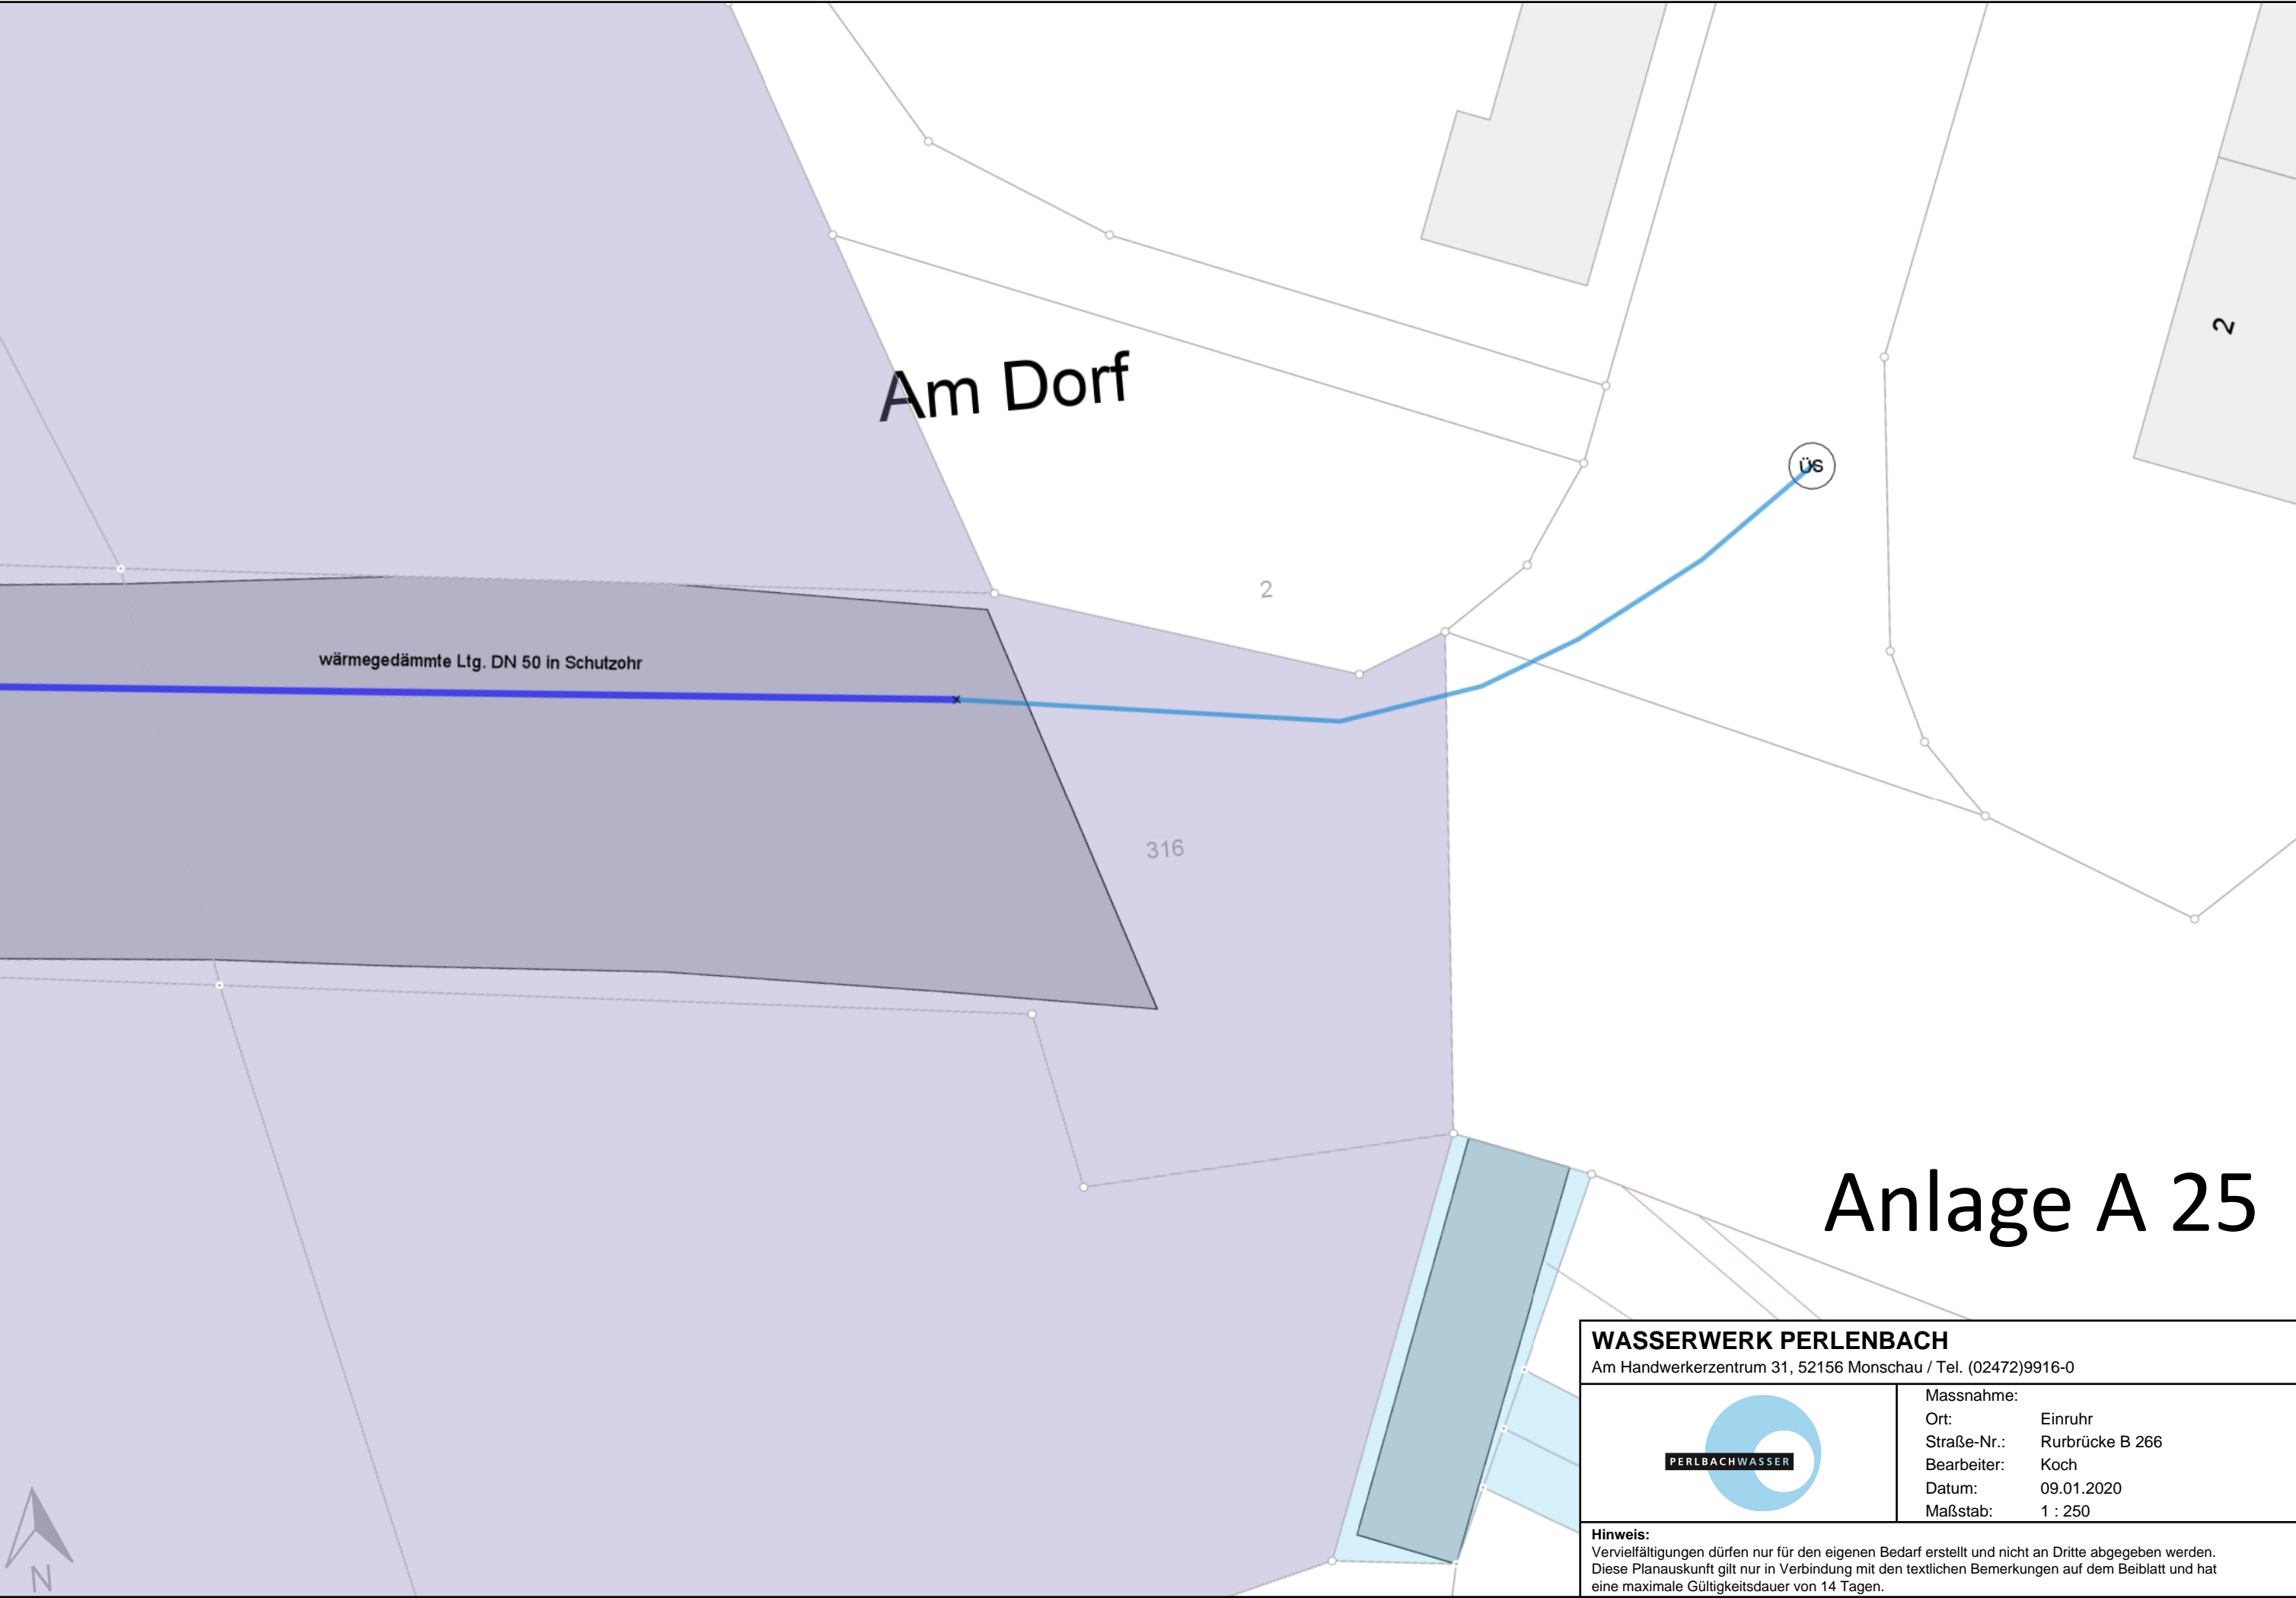 Am Dorf
2
üs
2
wärmegedämmte Ltg. DN 50 in Schutzohr
316
Anlage A 25
N
WASSERWERK PERLENBACH
Am Handwerkerzentrum 31, 52156 Monschau / Tel. (02472)9916-0
PERLBACHWASSER
Massnahme:
Ort: Einruhr
Straße-Nr.: Rurbrücke B 266
Bearbeiter: Koch
Datum: 09.01.2020
Maßstab: 1 : 250
Hinweis:
Vervielfältigungen dürfen nur für den eigenen Bedarf erstellt und nicht an Dritte abgegeben werden.
Diese Planauskunft gilt nur in Verbindung mit den textlichen Bemerkungen auf dem Beiblatt und hat
eine maximale Gültigkeitsdauer von 14 Tagen.